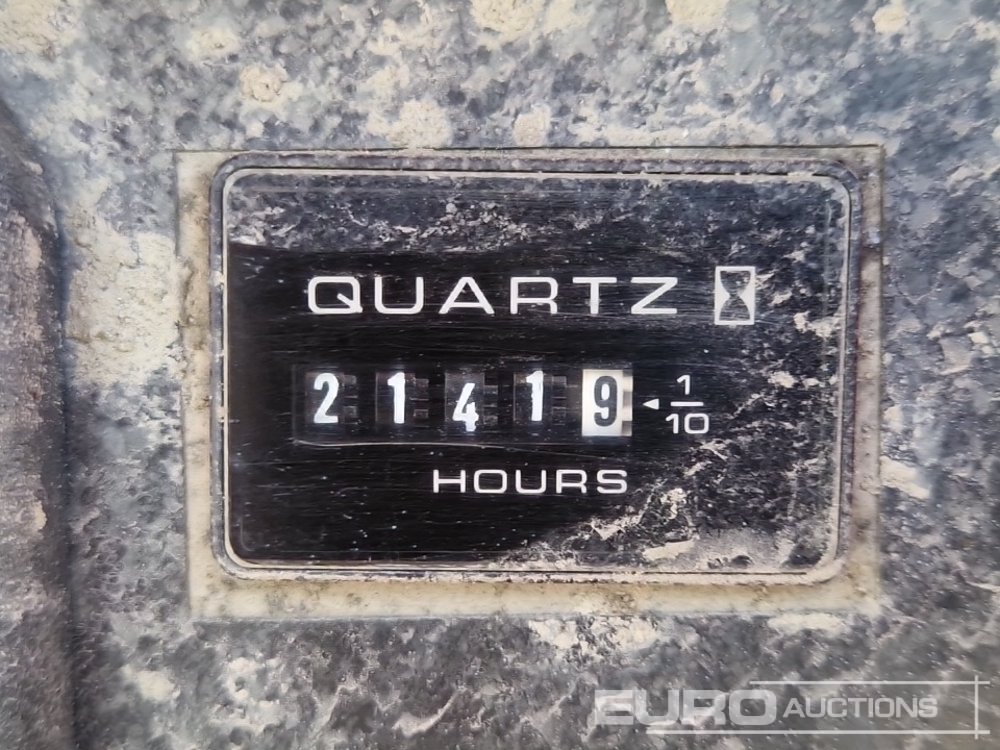 QUARTZ
21419 1/10
HOURS
EURO AUCTIONS